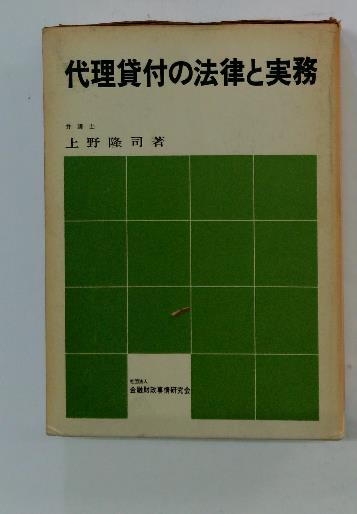 代理貸付の法律と実務
弁護士
上野隆司著
社団法人
金融財政事情研究会